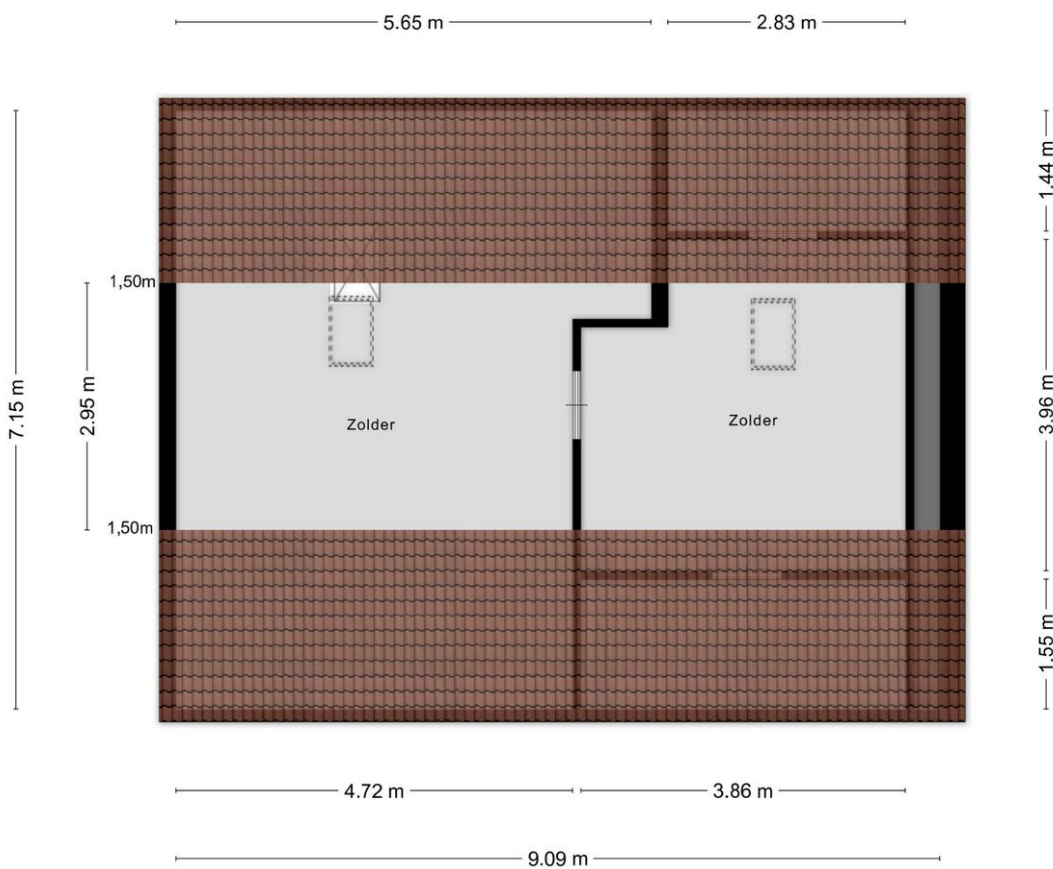 5.65 m
2.83 m
1.44 m
1,50m
7.15 m
2.95 m
3.96 m
Zolder
Zolder
1,50m
1.55 m
4.72 m
3.86 m
9.09 m